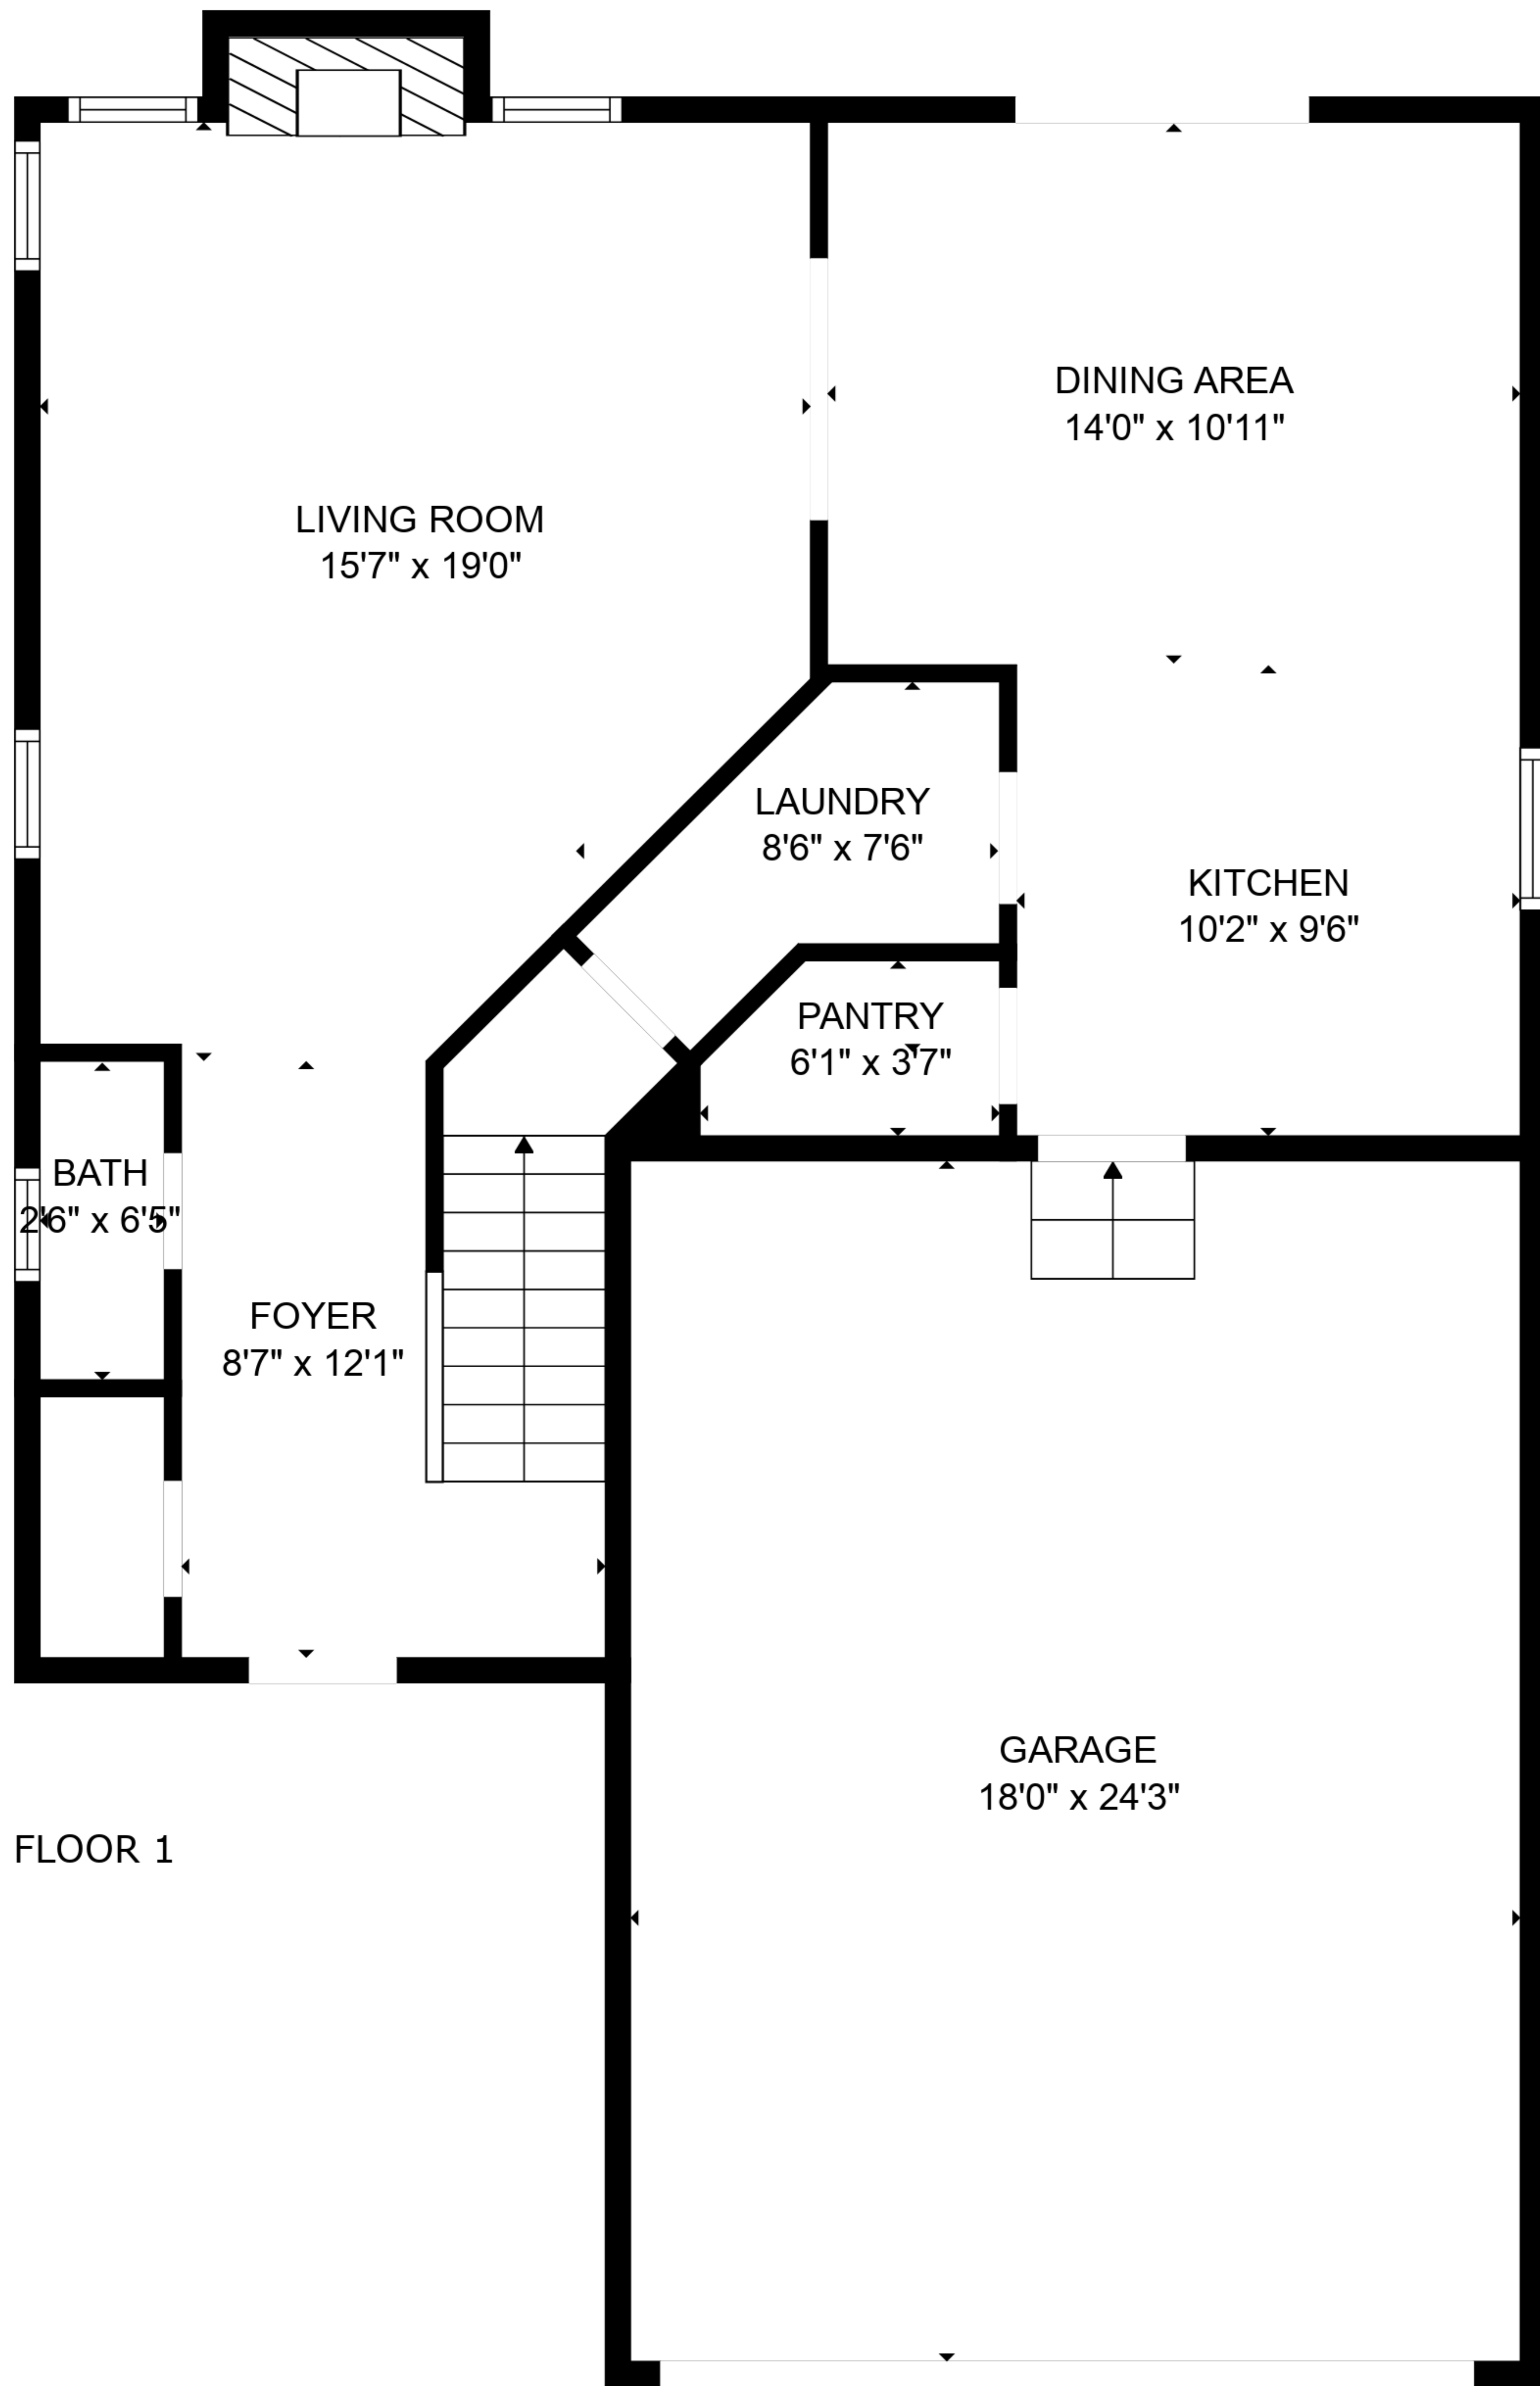 DINING AREA
14'0" x 10'11"
LIVING ROOM
15'7" x 19'0"
LAUNDRY
8'6" x 7'6"
KITCHEN
10'2" x 9'6"
PANTRY
6'1" x 3'7"
BATH
2'6" x 6'5"
FOYER
8'7" x 12'1"
GARAGE
18'0" x 24'3"
FLOOR 1